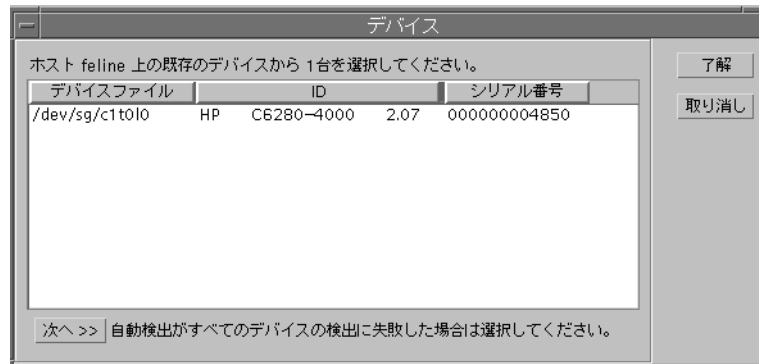 デバイス
ホスト feline 上の既存のデバイスから 1台を選択してください。
デバイスファイル ID シリアル番号
/dev/sg/c1t0l0 HP C6280-4000 2.07 000000004850
次へ >> 自動検出がすべてのデバイスの検出に失敗した場合は選択してください。
了解
取り消し